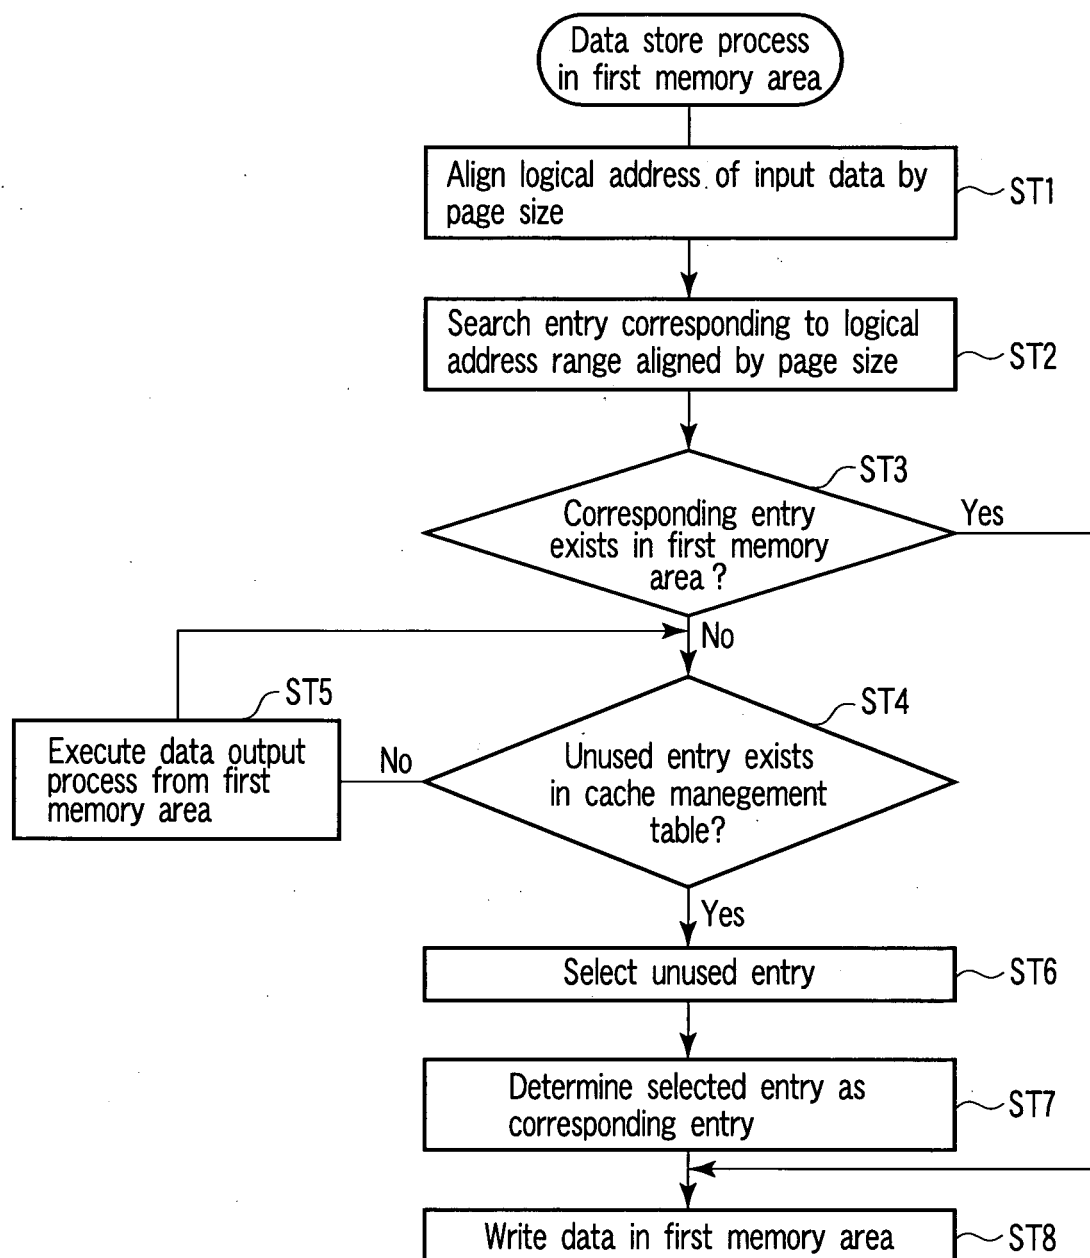 Data store process
in first memory area
Align logical address of input data by
page size
ST1
Search entry corresponding to logical
address range aligned by page size
ST2
ST3
Corresponding entry
exists in first memory
area?
Yes
No
ST5
ST4
Execute data output
process from first
memory area
No
Unused entry exists
in cache manegement
table?
Yes
Select unused entry
ST6
Determine selected entry as
corresponding entry
ST7
Write data in first memory area
ST8